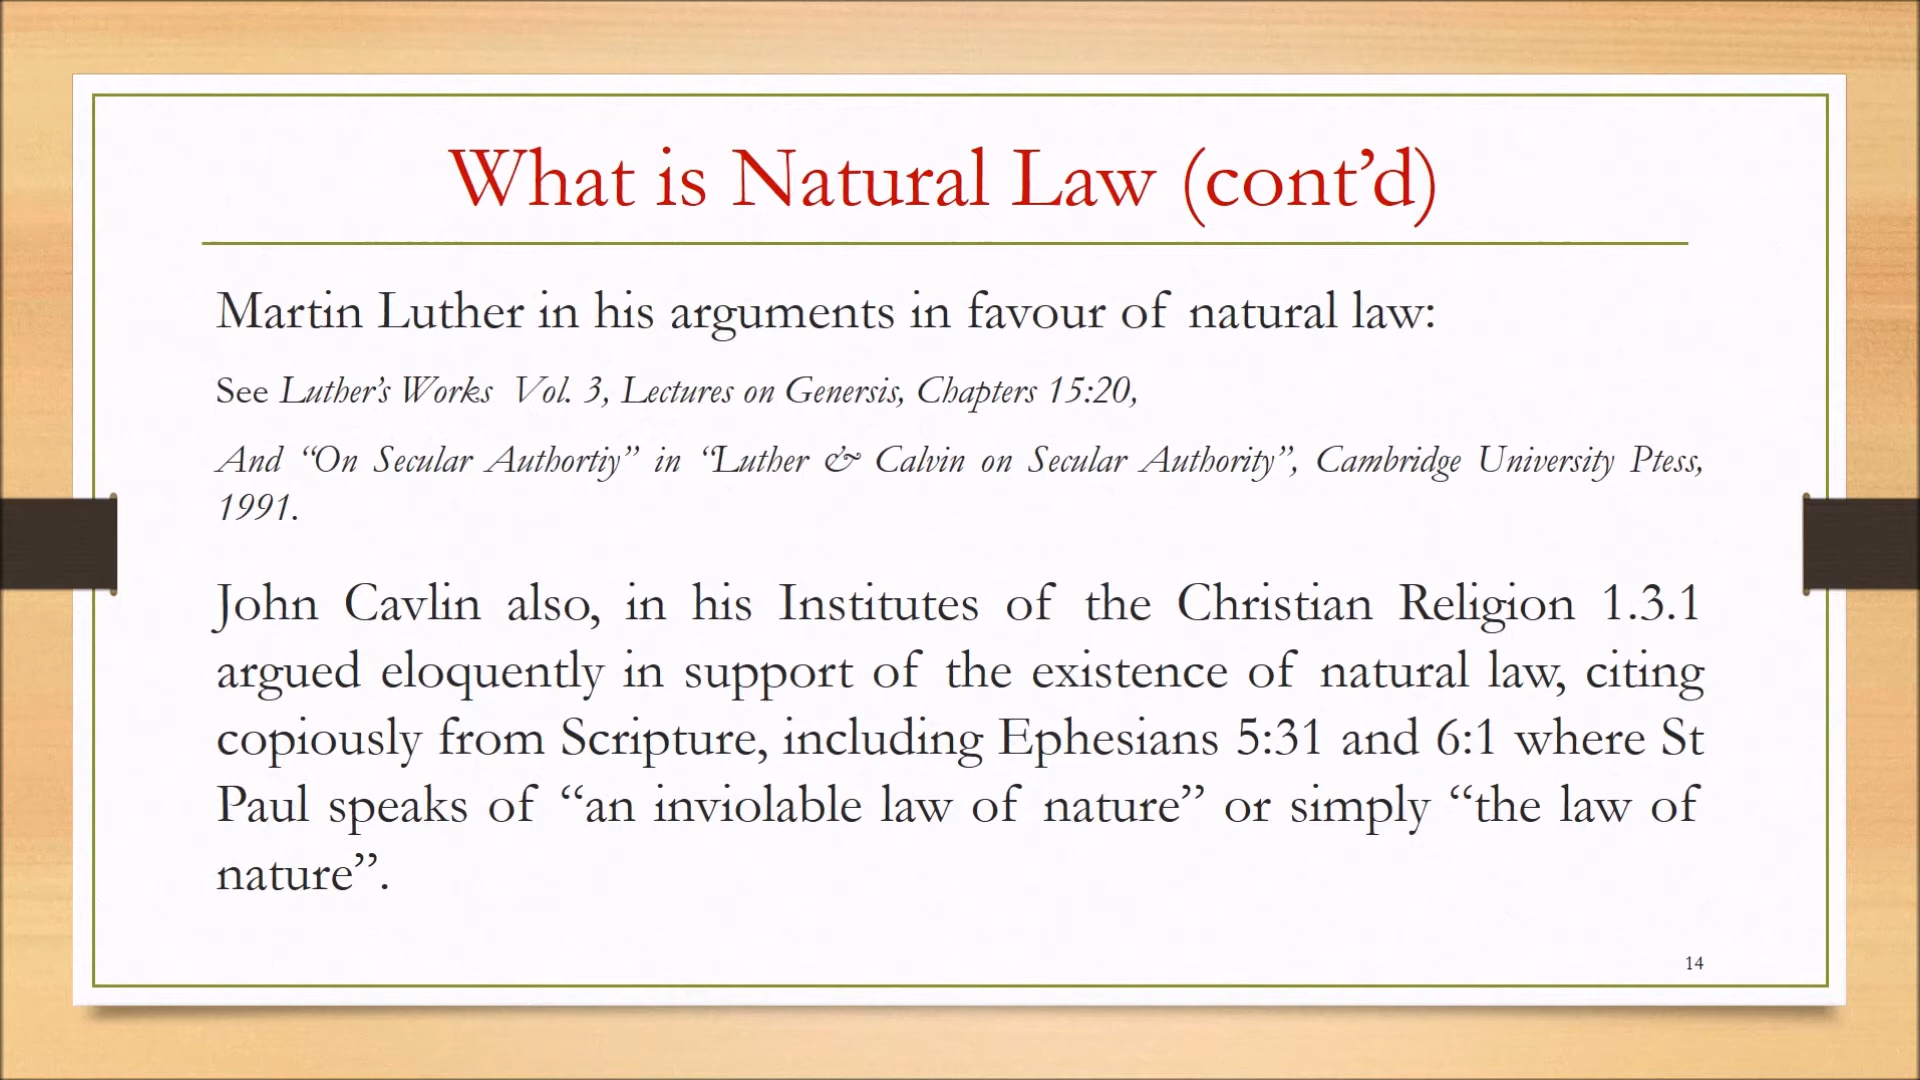 What is Natural Law (cont’d)
Martin Luther in his arguments in favour of natural law:
See Luther’s Works Vol. 3, Lectures on Genersis, Chapters 15:20,
And “On Secular Authortiy” in “Luther & Calvin on Secular Authority”, Cambridge University Ptess,
1991.
John Cavlin also, in his Institutes of the Christian Religion 1.3.1
argued eloquently in support of the existence of natural law, citing
copiously from Scripture, including Ephesians 5:31 and 6:1 where St
Paul speaks of “an inviolable law of nature” or simply “the law of
nature”.
14